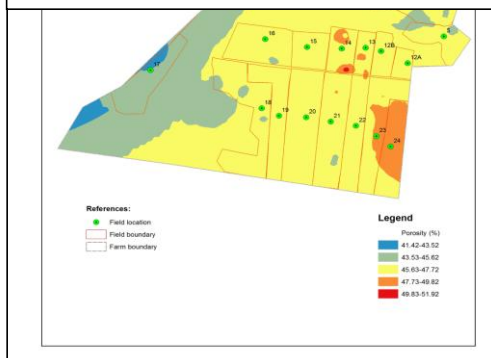 16
15
14
13
12B
5
12A
17
18
19
20
21
22
23
24
References:
Field location
Field boundary
Farm boundary
Legend
Porosity (%)
41.42-43.52
43.53-45.62
45.63-47.72
47.73-49.82
49.83-51.92